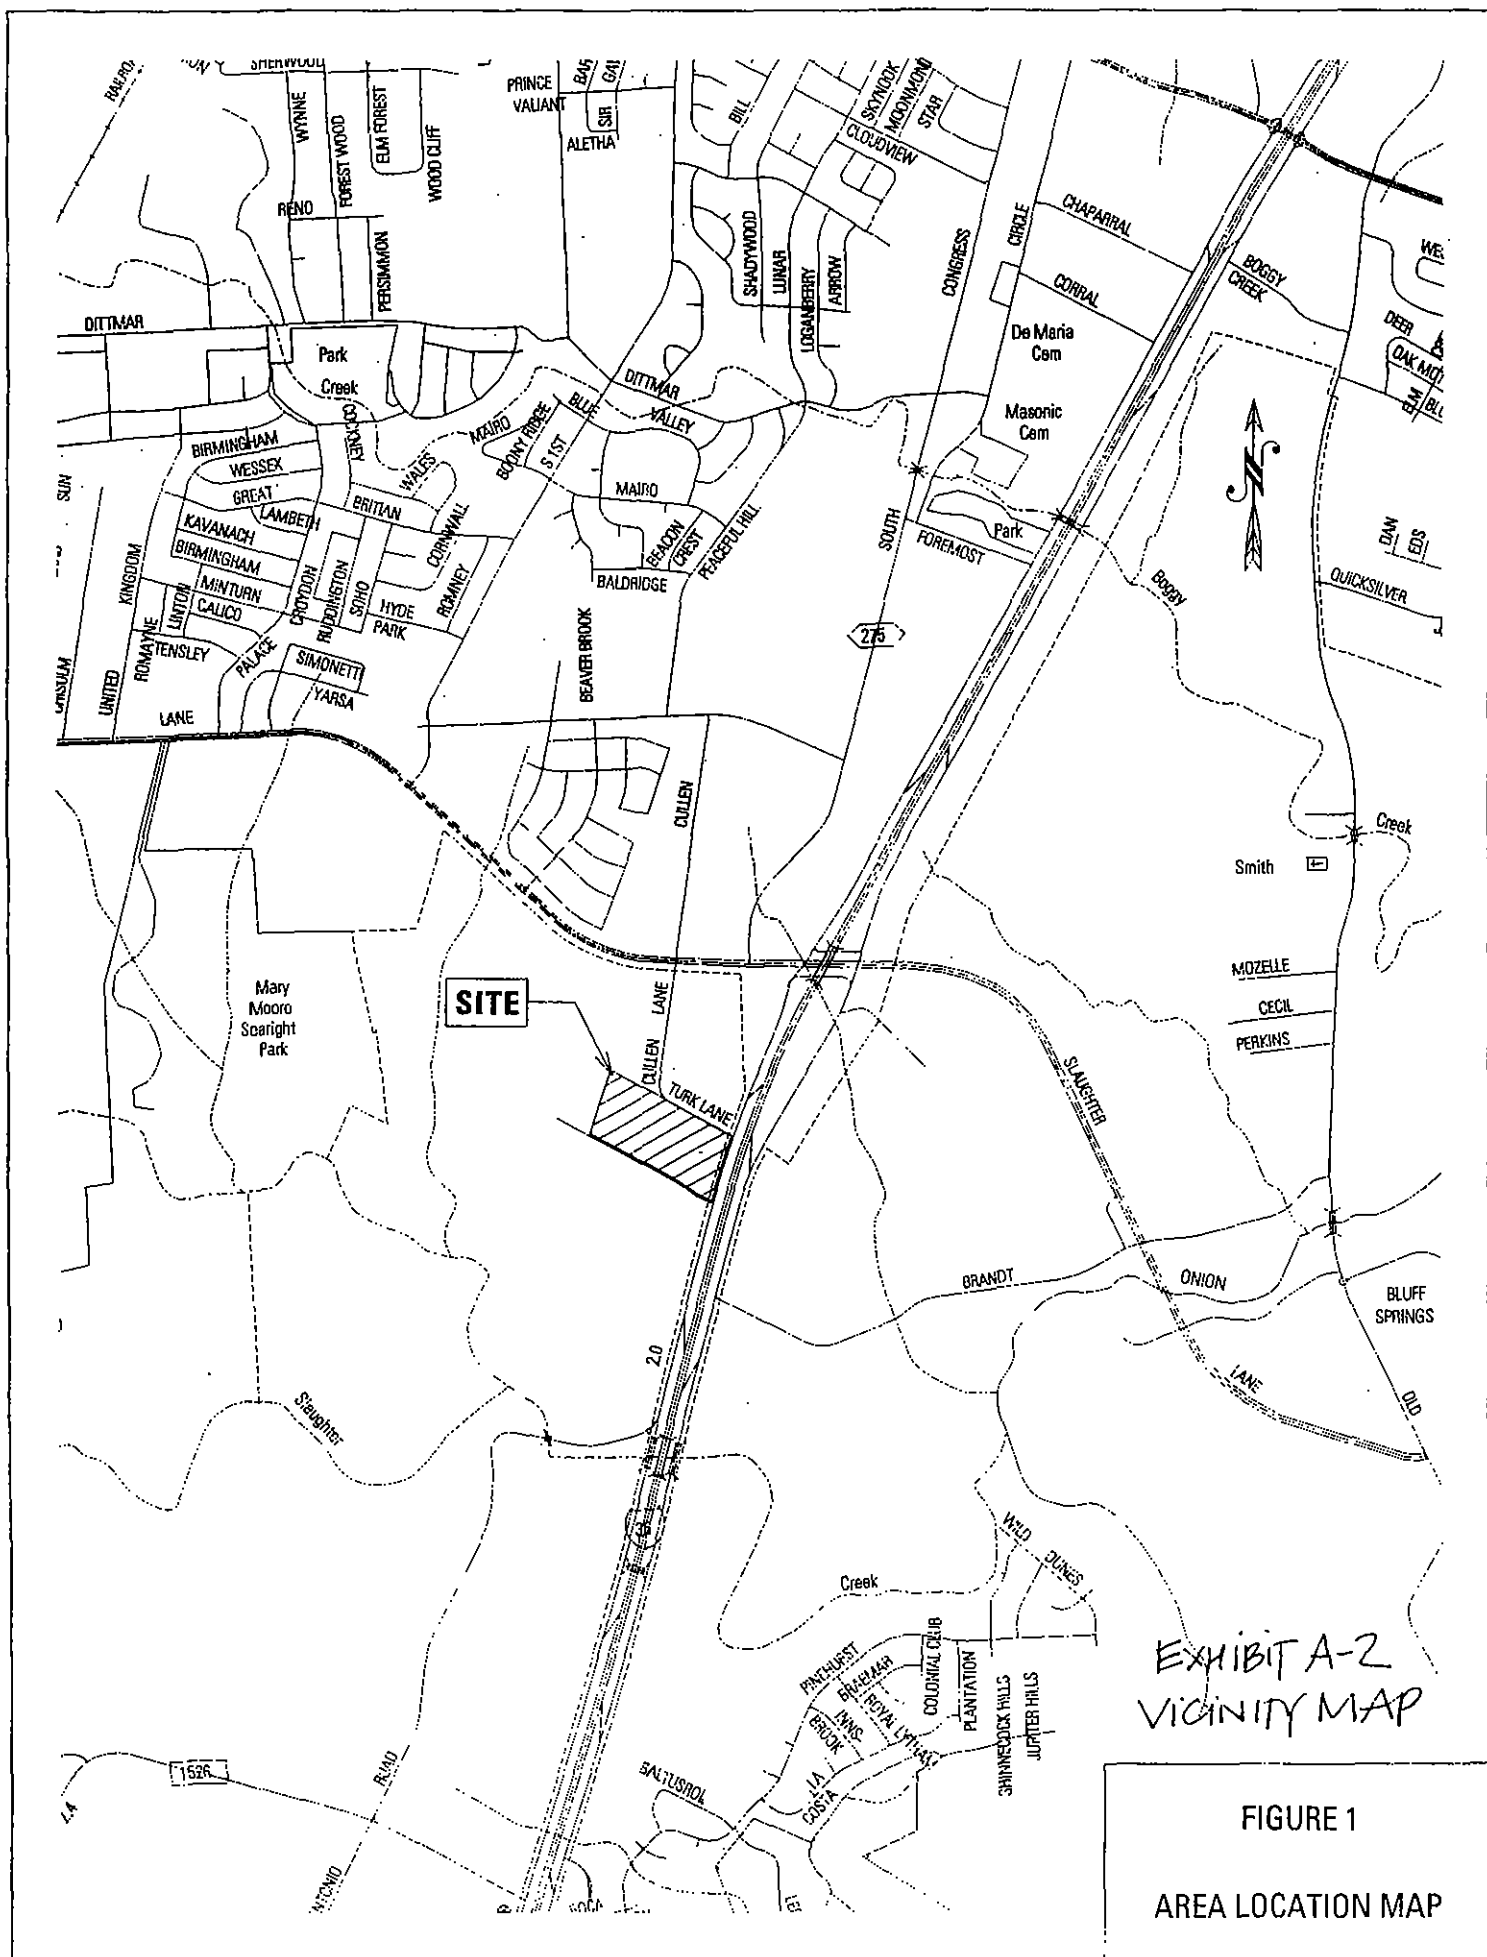 SHERWOOD
WYNNE
FOREST WOOD
ELM FOREST
WOOD CLIFF
PRINCE
VALIANT
SIR
ALETHA
BILL
SKYNOOK
MOONMOND
STAR
CLOUDVIEW
RENO
PERSIMMON
SHADYWOOD
LUNAR
LOGANBERRY
ARROW
CONGRESS
CIRCLE
CHAPARRAL
CORRAL
BOGGY
CREEK
DEER
ELM
DITTMAR
Park
Creek
De Maria
Cem
Masonic
Cem
DITTMAR
BLUE
VALLEY
MAIRO
BOONY RIDGE
S 1ST
COCKNEY
BIRMINGHAM
WESSEX
WALES
GREAT
BRITIAN
LAMBETH
CORNWALL
KAVANACH
BIRMINGHAM
MINTURN
CALICO
LINTON
KINGDOM
UNITED
ROMAYNE
TENSLEY
PALACE
CROYDON
RUDDINGTON
SOHO
HYDE
PARK
ROMNEY
SIMONETTI
YARSA
SUN
LANE
MAIRO
BEACON
CREST
PEACEFUL HILL
BALDRIDGE
BEAVER BROOK
SOUTH
FOREMOST
Park
275
Boggy
DAN
EDS
QUICKSILVER
N
CULLEN
Creek
Smith
MOZELLE
CECIL
PERKINS
Mary
Mooro
Searight
Park
SITE
CULLEN
LANE
TURK LANE
SLAUGHTER
BRANDT
ONION
BLUFF
SPRINGS
LANE
OLD
2.0
Slaughter
WILD
DUNES
Creek
PINEHURST
BRAEMAR
COLONIAL CLUB
PLANTATION
SHINNECOCK HILLS
JUPITER HILLS
INNS
BROOK
LA
COSTA
BALTUSROL
1626
ROAD
EXHIBIT A-2
VICINITY MAP
FIGURE 1
AREA LOCATION MAP